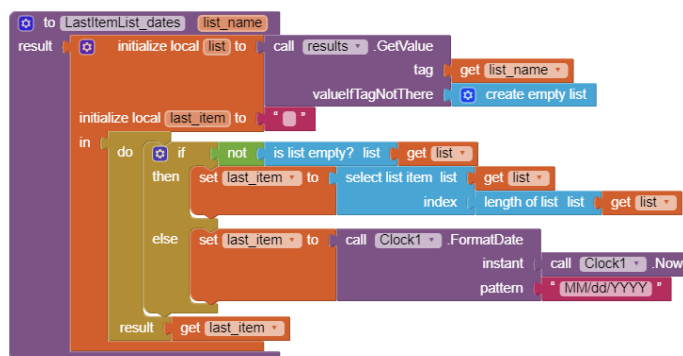 to LastItemList_dates list_name
result initialize local list to call results .GetValue
tag get list_name
valueIfTagNotThere create empty list
initialize local last_item to " "
in do if not is list empty? list get list
then set last_item to select list item list get list
index length of list list get list
else set last_item to call Clock1 .FormatDate
instant call Clock1 .Now
pattern " MM/dd/YYYY "
result get last_item